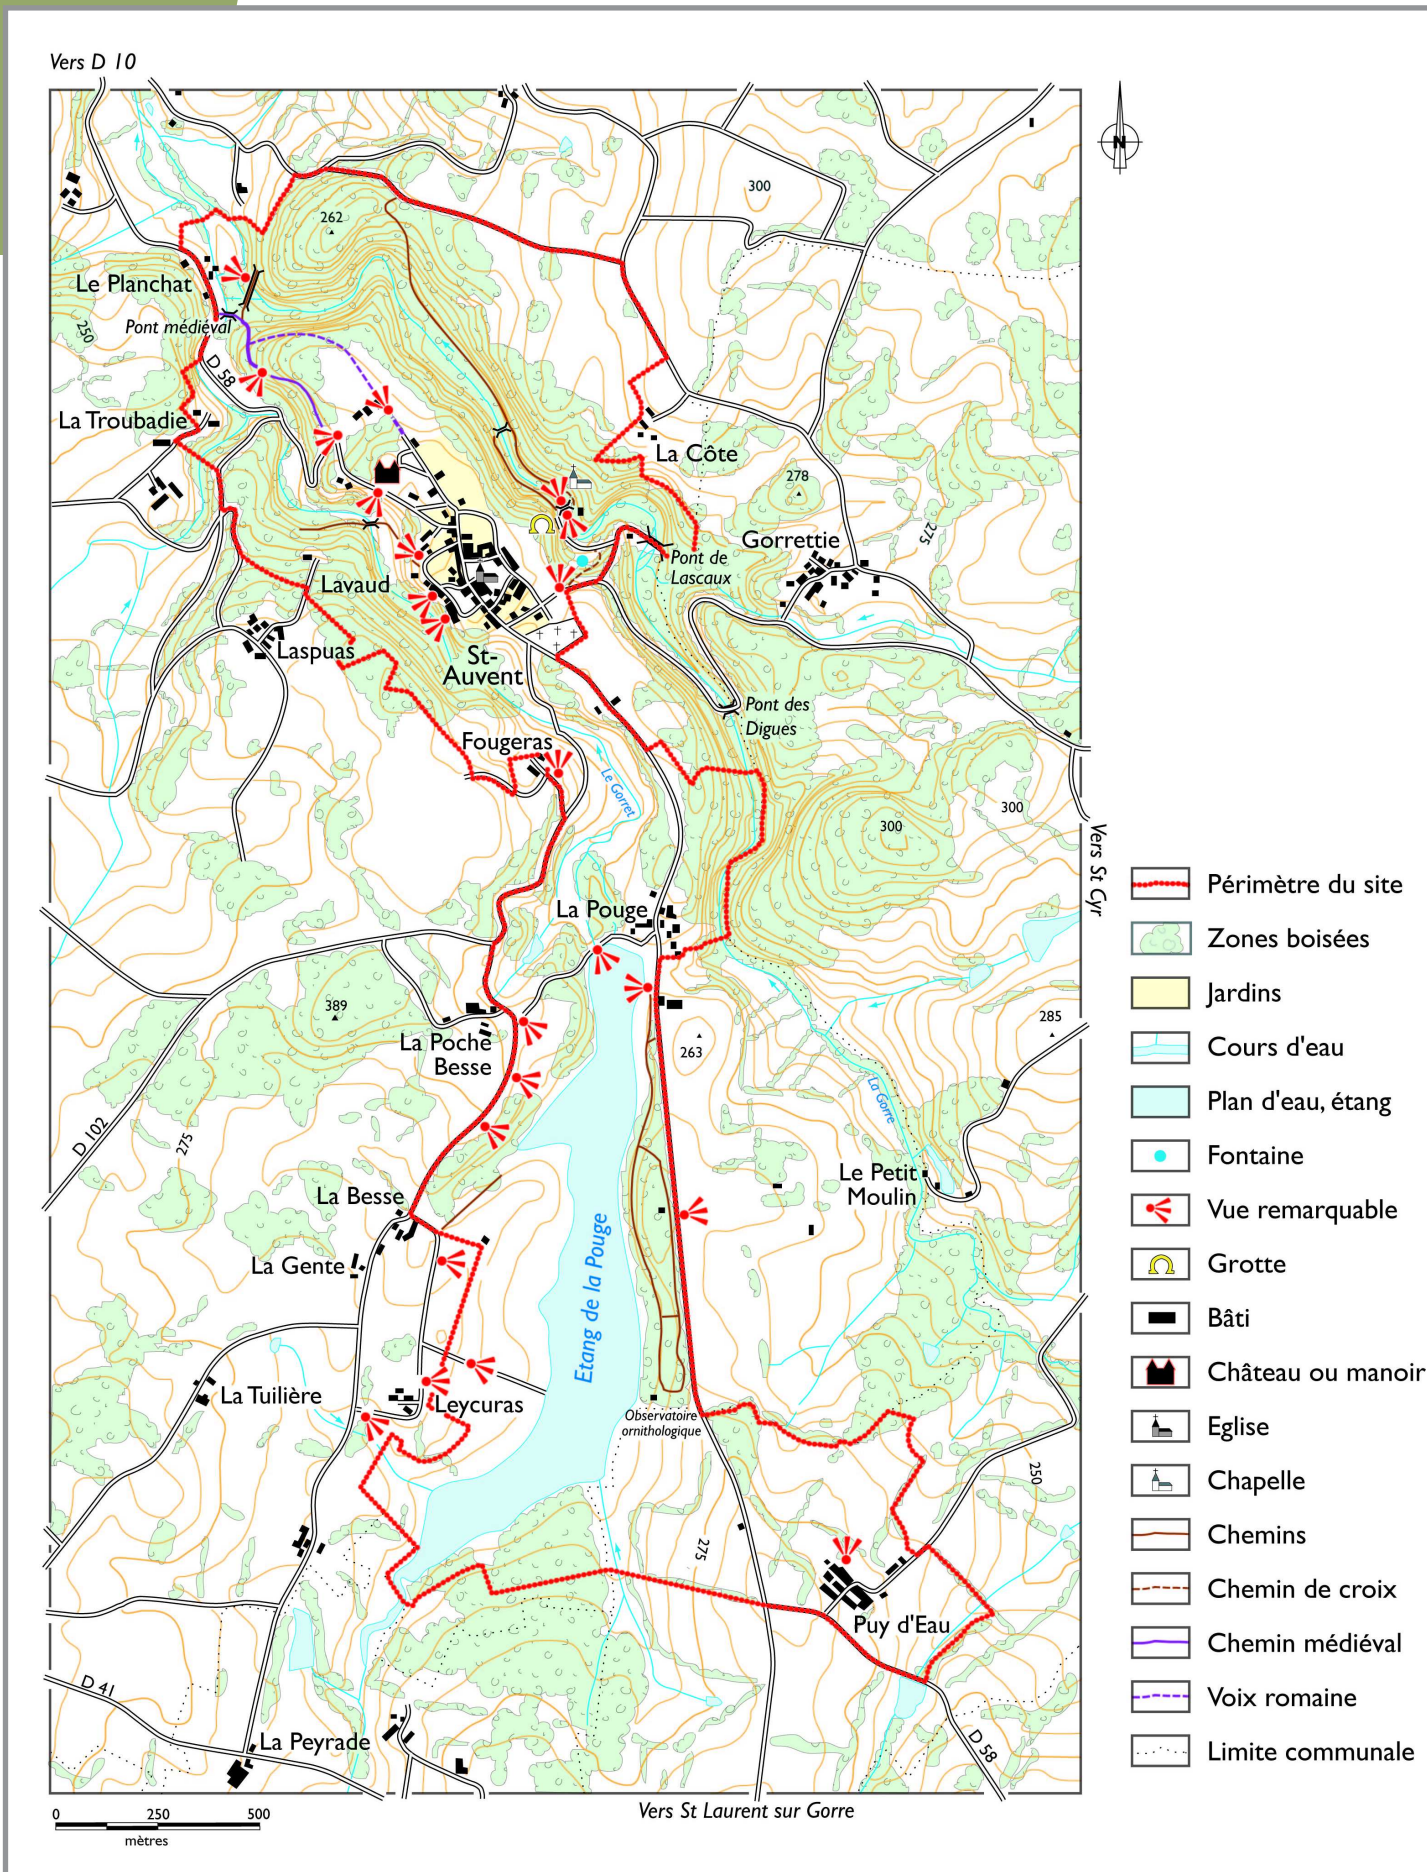 Vers D 10
N
300
262
Le Planchat
Pont médiéval
250
D 58
La Troubadie
La Côte
278
275
Gorrettie
Pont de
Lascaux
Lavaud
Laspuas
St-
Auvent
Pont des
Digues
Fougeras
Le Gorret
300
300
Vers St Cyr
La Pouge
389
La Poche
Besse
263
285
La Gorre
D 102
275
Le Petit
Moulin
La Besse
La Gente
Etang de la Pouge
La Tuilière
Leycuras
Observatoire
ornithologique
250
275
Puy d'Eau
D 41
La Peyrade
D 58
Vers St Laurent sur Gorre
0 250 500
mètres
Périmètre du site
Zones boisées
Jardins
Cours d'eau
Plan d'eau, étang
Fontaine
Vue remarquable
Grotte
Bâti
Château ou manoir
Eglise
Chapelle
Chemins
Chemin de croix
Chemin médiéval
Voix romaine
Limite communale